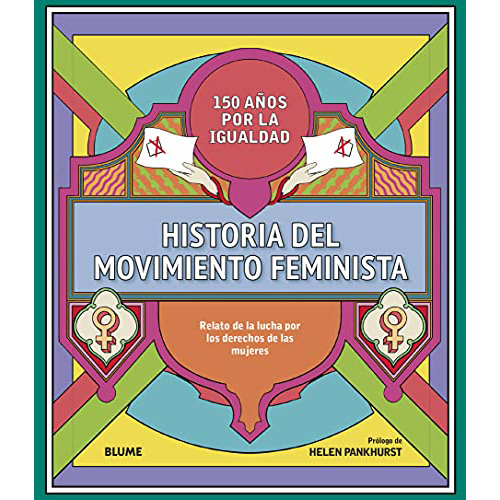 150 AÑOS
POR LA
IGUALDAD
HISTORIA DEL
MOVIMIENTO FEMINISTA
Relato de la lucha por
los derechos de las
mujeres
BLUME
Prólogo de
HELEN PANKHURST